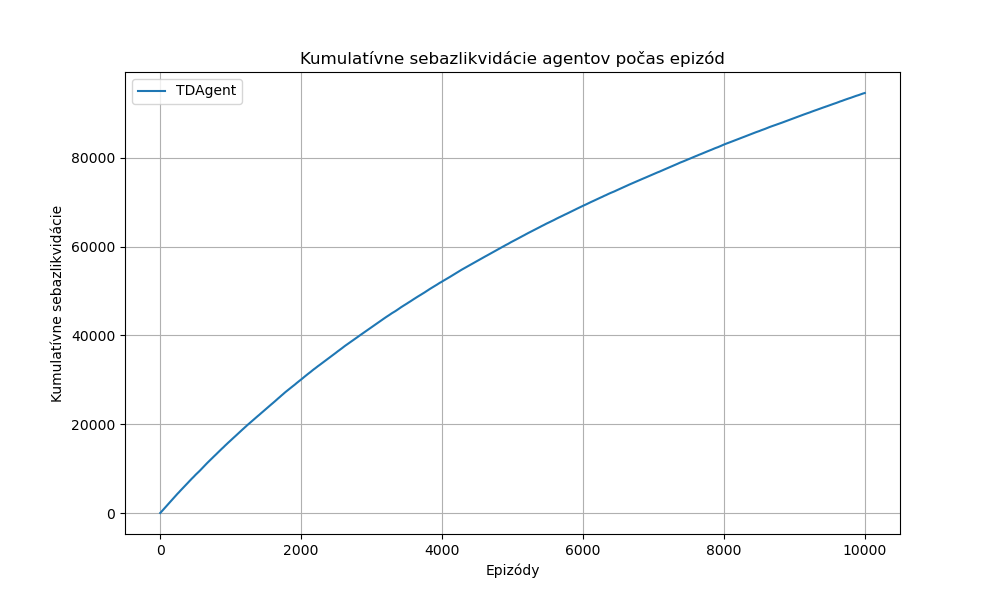 Kumulatívne sebazlikvidácie agentov počas epizód
TDAgent
Kumulatívne sebazlikvidácie
80000
60000
40000
20000
0
0 2000 4000 6000 8000 10000
Epizódy